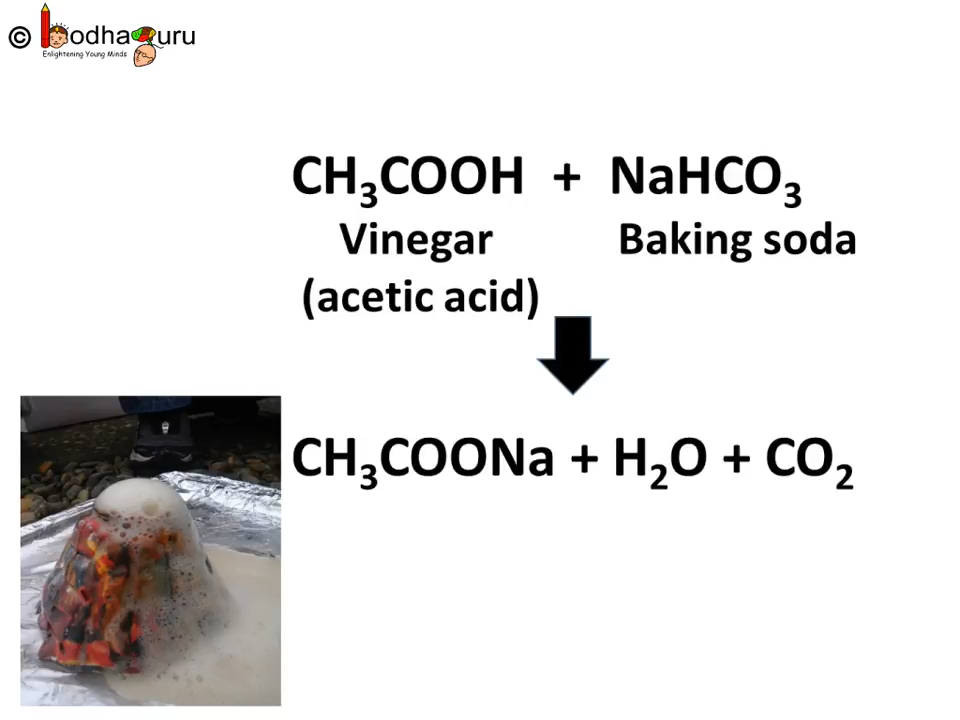 © BodhaGuru
Enlightening Young Minds
CH₃COOH + NaHCO₃
Vinegar Baking soda
(acetic acid)
CH₃COONa + H₂O + CO₂